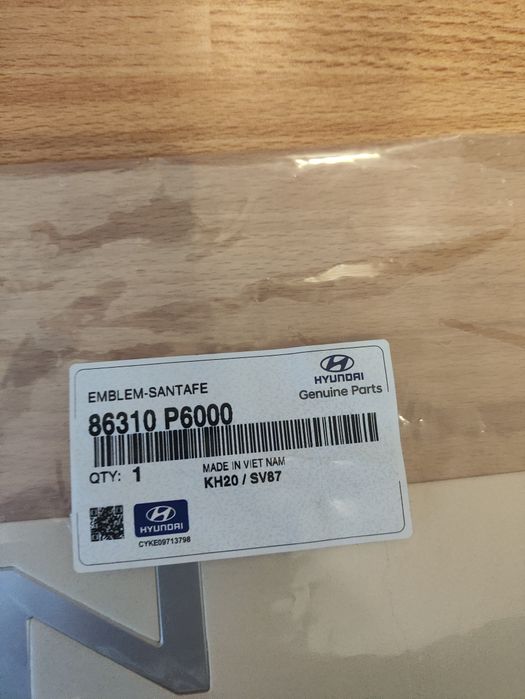 EMBLEM-SANTAFE
HYUNDAI
Genuine Parts
86310 P6000
QTY: 1
MADE IN VIET NAM
KH20 / SV87
HYUNDAI
CYKE09713798
N